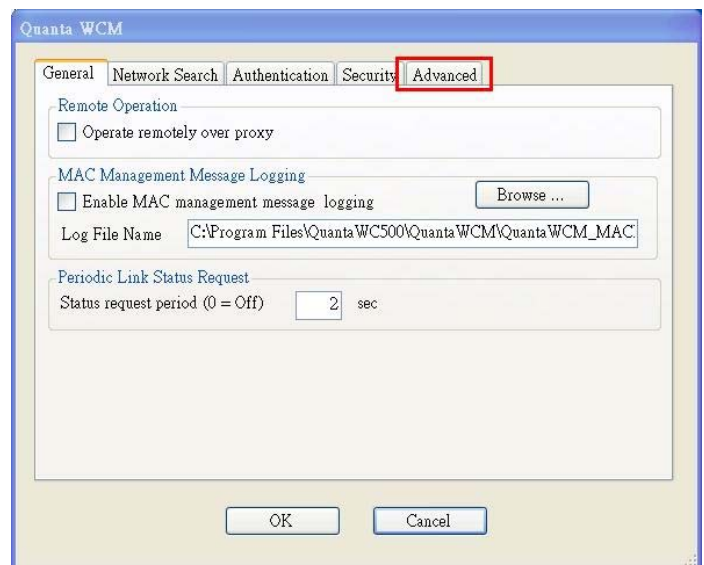 Quanta WCM
General Network Search Authentication Security Advanced
Remote Operation
Operate remotely over proxy
MAC Management Message Logging
Enable MAC management message logging Browse ...
Log File Name C:\Program Files\QuantaWC500\QuantaWCM\QuantaWCM_MAC.
Periodic Link Status Request
Status request period (0 = Off) 2 sec
OK Cancel